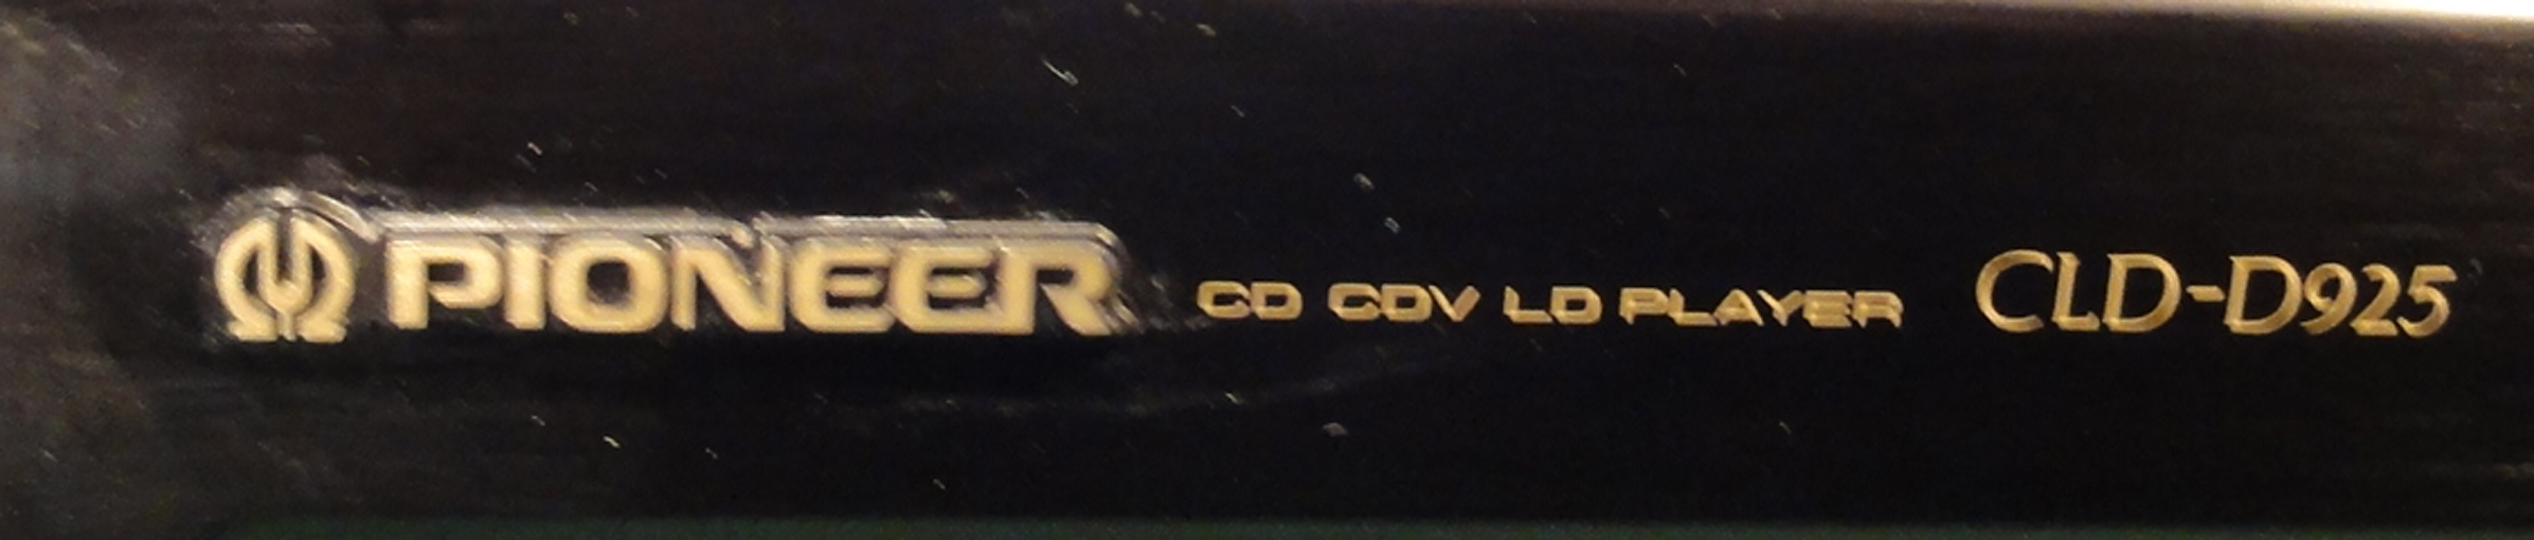 PIONEER CD CDV LD PLAYER CLD-D925